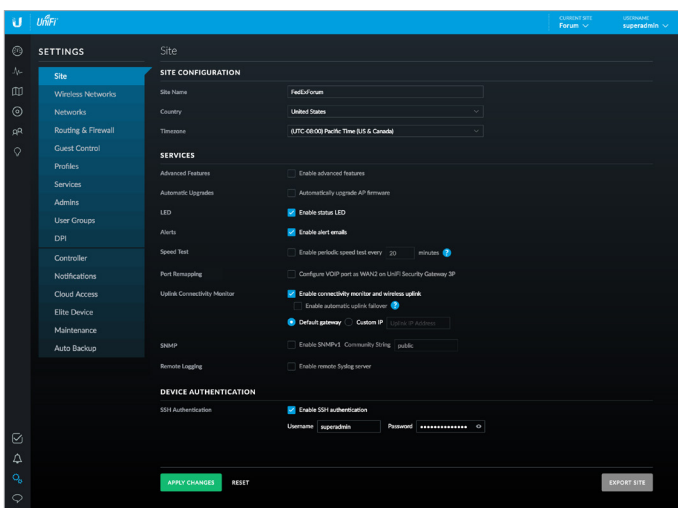 U UniFi CURRENT SITE USERNAME
Forum superadmin
SETTINGS
Site
Wireless Networks
Networks
Routing & Firewall
Guest Control
Profiles
Services
Admins
User Groups
DPI
Controller
Notifications
Cloud Access
Elite Device
Maintenance
Auto Backup
Site
SITE CONFIGURATION
Site Name FedExForum
Country United States
Timezone (UTC-08:00) Pacific Time (US & Canada)
SERVICES
Advanced Features Enable advanced features
Automatic Upgrades Automatically upgrade AP firmware
LED Enable status LED
Alerts Enable alert emails
Speed Test Enable periodic speed test every 20 minutes ?
Port Remapping Configure VOIP port as WAN2 on UniFi Security Gateway 3P
Uplink Connectivity Monitor Enable connectivity monitor and wireless uplink
Enable automatic uplink failover ?
Default gateway Custom IP Uplink IP Address
SNMP Enable SNMPv1 Community String public
Remote Logging Enable remote Syslog server
DEVICE AUTHENTICATION
SSH Authentication Enable SSH authentication
Username superadmin Password ••••••••••••••
APPLY CHANGES RESET EXPORT SITE